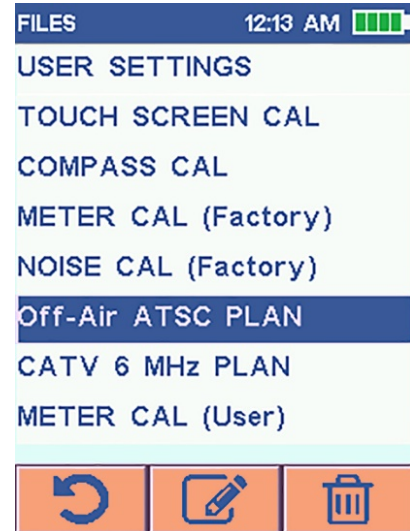 FILES 12:13 AM
USER SETTINGS
TOUCH SCREEN CAL
COMPASS CAL
METER CAL (Factory)
NOISE CAL (Factory)
Off-Air ATSC PLAN
CATV 6 MHz PLAN
METER CAL (User)